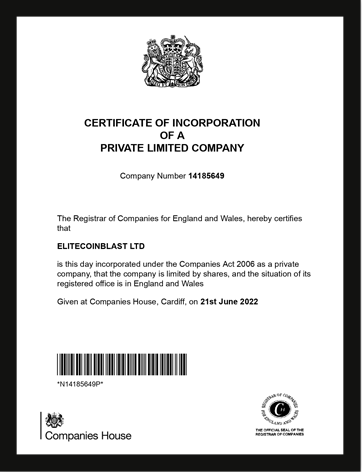 CERTIFICATE OF INCORPORATION
OF A
PRIVATE LIMITED COMPANY
Company Number 14185649
The Registrar of Companies for England and Wales, hereby certifies
that
ELITECOINBLAST LTD
is this day incorporated under the Companies Act 2006 as a private
company, that the company is limited by shares, and the situation of its
registered office is in England and Wales
Given at Companies House, Cardiff, on 21st June 2022
*N14185649P*
Companies House
REGISTRAR OF COMPANIES
FOR ENGLAND AND WALES
THE OFFICIAL SEAL OF THE
REGISTRAR OF COMPANIES